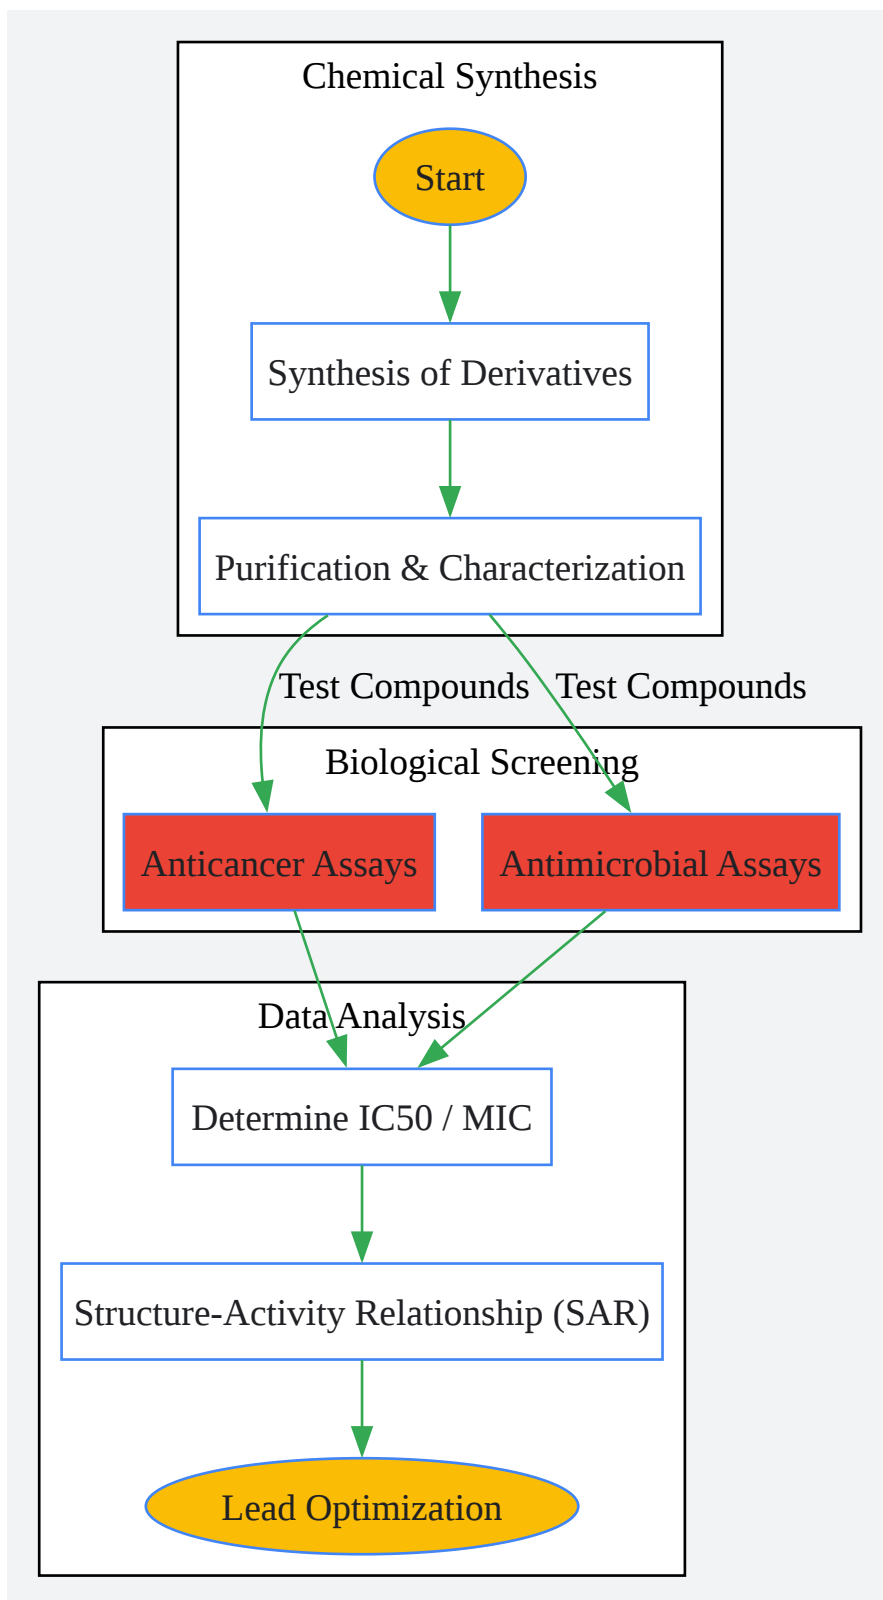 Chemical Synthesis
Start
Synthesis of Derivatives
Purification & Characterization
Test Compounds
Test Compounds
Biological Screening
Anticancer Assays
Antimicrobial Assays
Data Analysis
Determine IC50 / MIC
Structure-Activity Relationship (SAR)
Lead Optimization